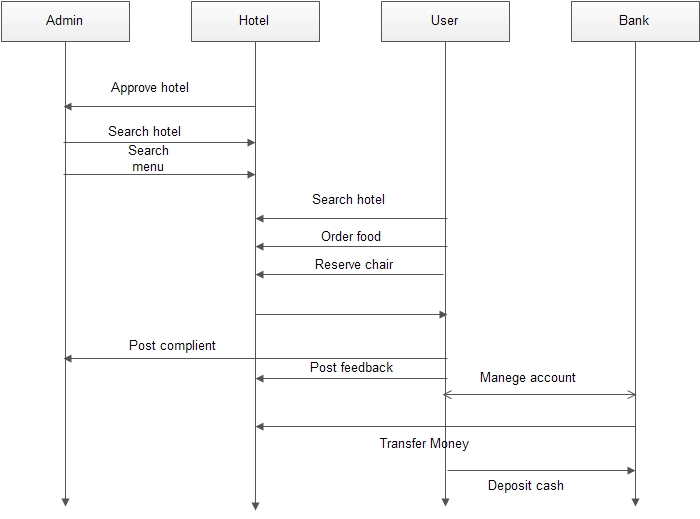 Admin
Hotel
User
Bank
Approve hotel
Search hotel
Search
menu
Search hotel
Order food
Reserve chair
Post complient
Post feedback
Manege account
Transfer Money
Deposit cash